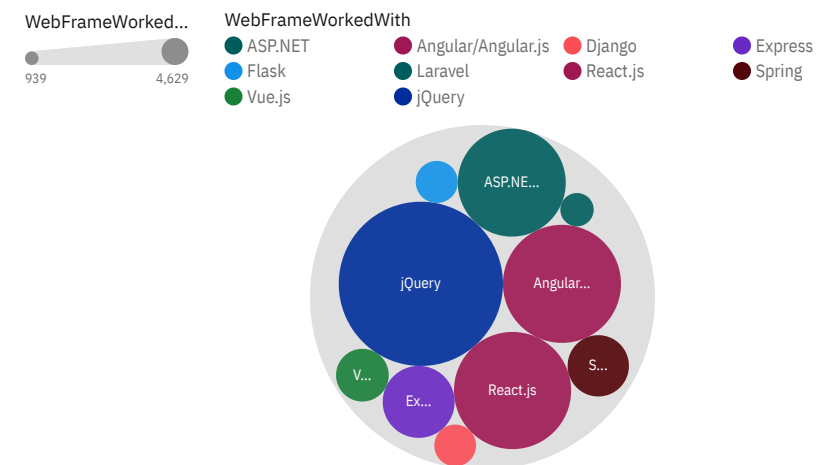 WebFrameWorked...
939
4,629
WebFrameWorkedWith
ASP.NET
Angular/Angular.js
Django
Express
Flask
Laravel
React.js
Spring
Vue.js
jQuery
ASP.NE...
jQuery
Angular...
S...
V...
React.js
Ex...